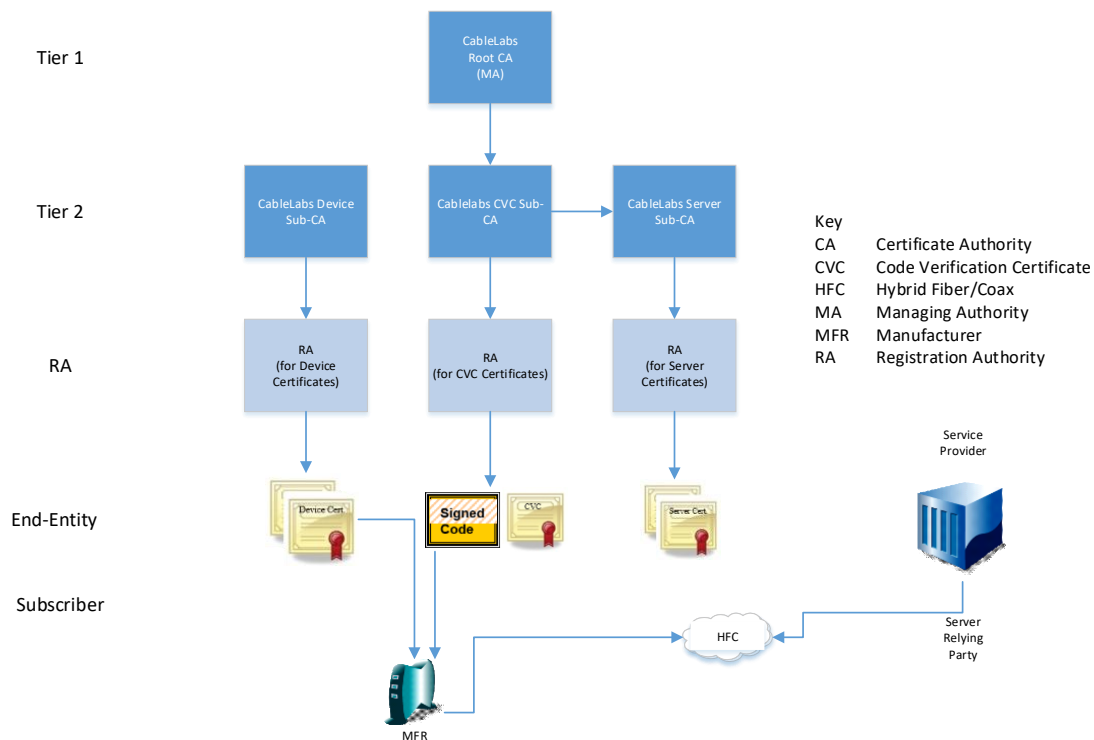 Tier 1
CableLabs
Root CA
(MA)
Tier 2
CableLabs Device
Sub-CA
Cablelabs CVC Sub-
CA
CableLabs Server
Sub-CA
Key
CA Certificate Authority
CVC Code Verification Certificate
HFC Hybrid Fiber/Coax
MA Managing Authority
MFR Manufacturer
RA Registration Authority
RA
RA
(for Device
Certificates)
RA
(for CVC Certificates)
RA
(for Server
Certificates)
Service
Provider
End-Entity
Device Cert
Signed
Code
CVC
Server Cert
Subscriber
HFC
Server
Relying
Party
MFR